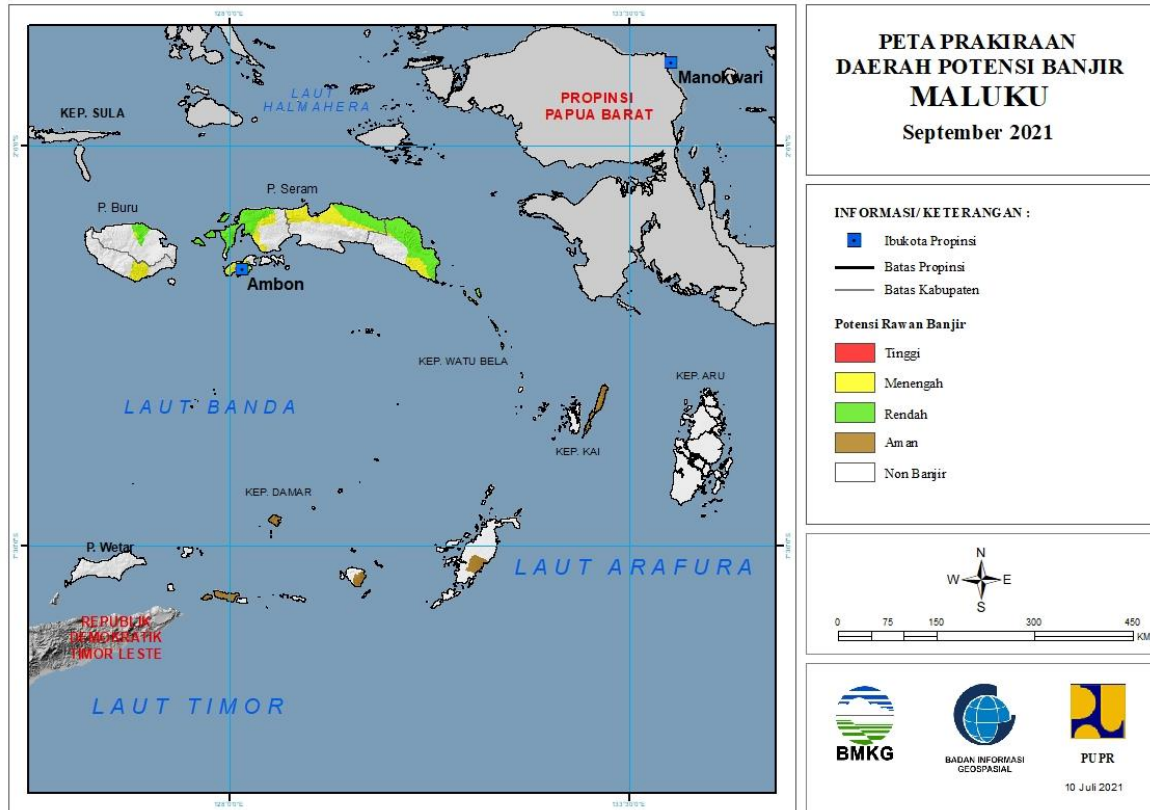 PETA PRAKIRAAN
DAERAH POTENSI BANJIR
MALUKU
September 2021
INFORMASI/KETERANGAN :
Ibukota Propinsi
Batas Propinsi
Batas Kabupaten
Potensi Rawan Banjir
Tinggi
Menengah
Rendah
Aman
Non Banjir
N
W E
S
0 75 150 300 450
KM
BMKG
BADAN INFORMASI
GEOSPASIAL
PUPR
10 Juli 2021
Manokwari
LAUT
HALMAHERA
PROPINSI
PAPUA BARAT
KEP. SULA
P. Seram
P. Buru
Ambon
KEP. WATU BELA
KEP. ARU
LAUT BANDA
KEP. KAI
KEP. DAMAR
P. Wetar
LAUT ARAFURA
REPUBLIK
DEMOKRATIK
TIMOR LESTE
LAUT TIMOR